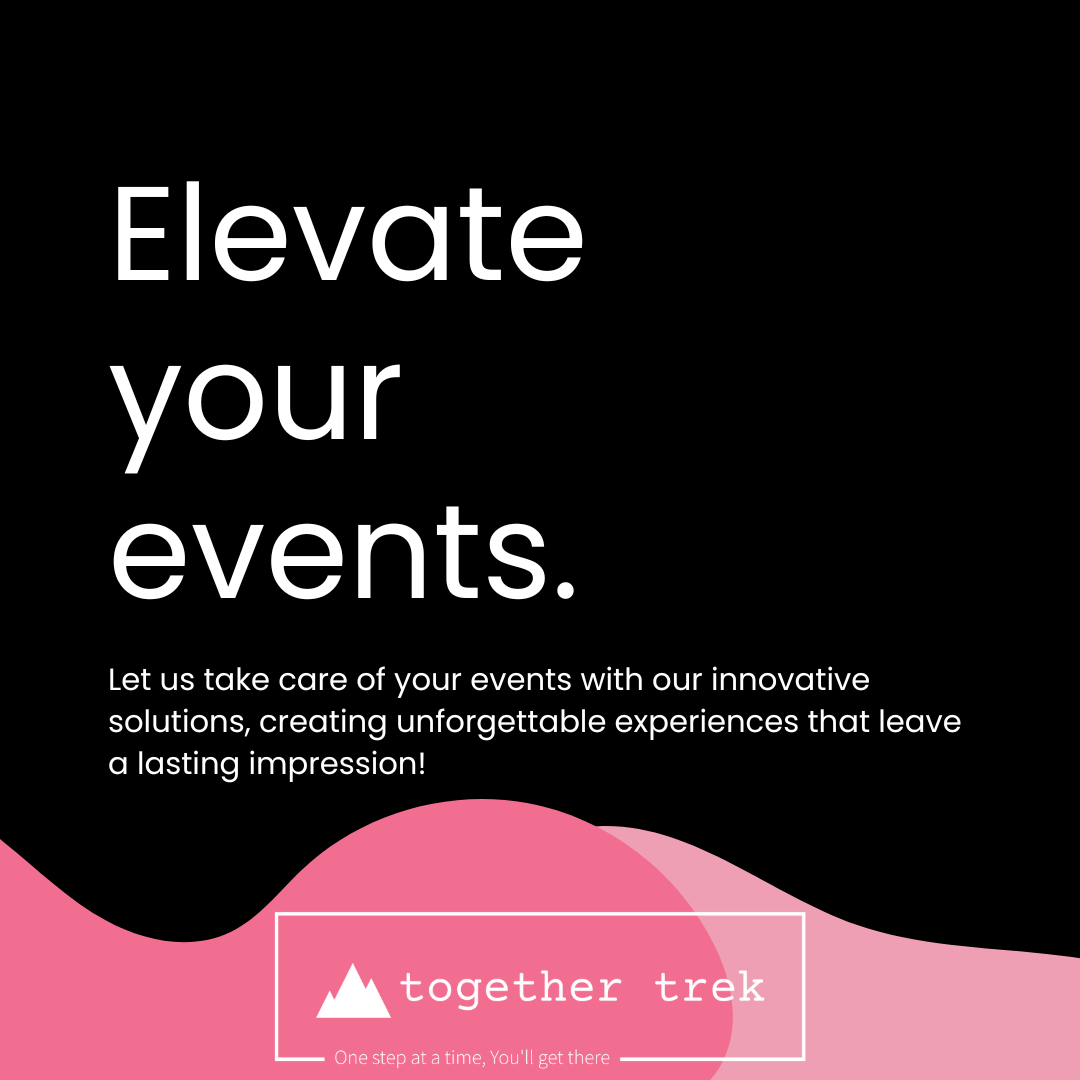 Elevate
your
events.
Let us take care of your events with our innovative
solutions, creating unforgettable experiences that leave
a lasting impression!
together trek
One step at a time, You'll get there